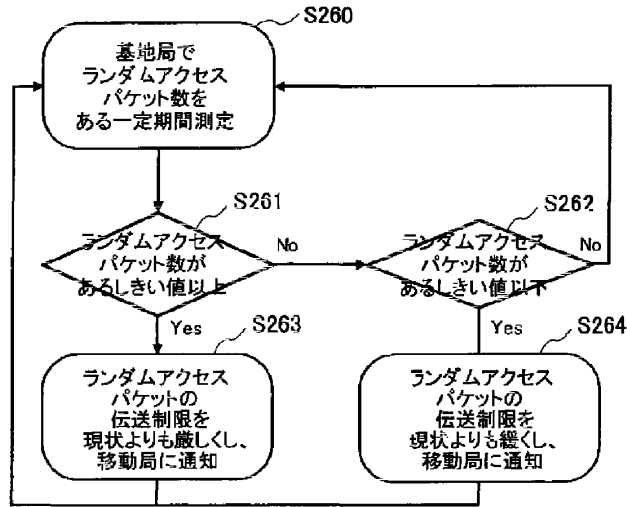 S260
基地局で
ランダムアクセス
パケット数を
ある一定期間測定
S261
ランダムアクセス
パケット数が
あるしきい値以上
No
S262
ランダムアクセス
パケット数が
あるしきい値以下
No
Yes
S263
ランダムアクセス
パケットの
伝送制限を
現状よりも厳しくし、
移動局に通知
Yes
S264
ランダムアクセス
パケットの
伝送制限を
現状よりも緩くし、
移動局に通知